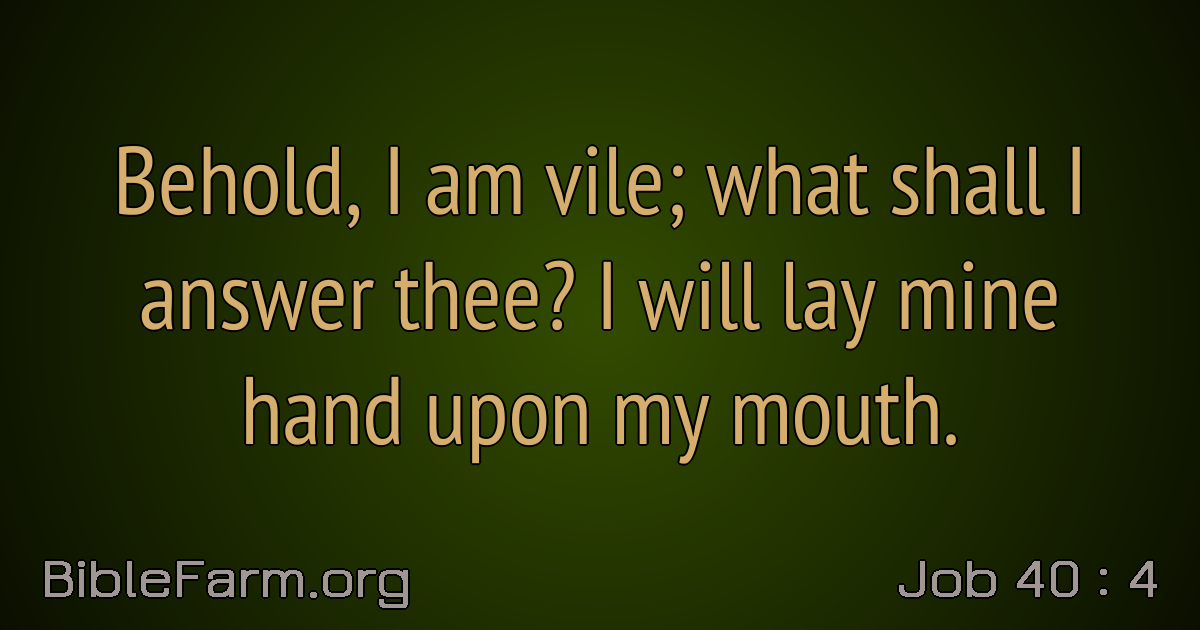 Behold, I am vile; what shall I
answer thee? I will lay mine
hand upon my mouth.
BibleFarm.org
Job 40 : 4